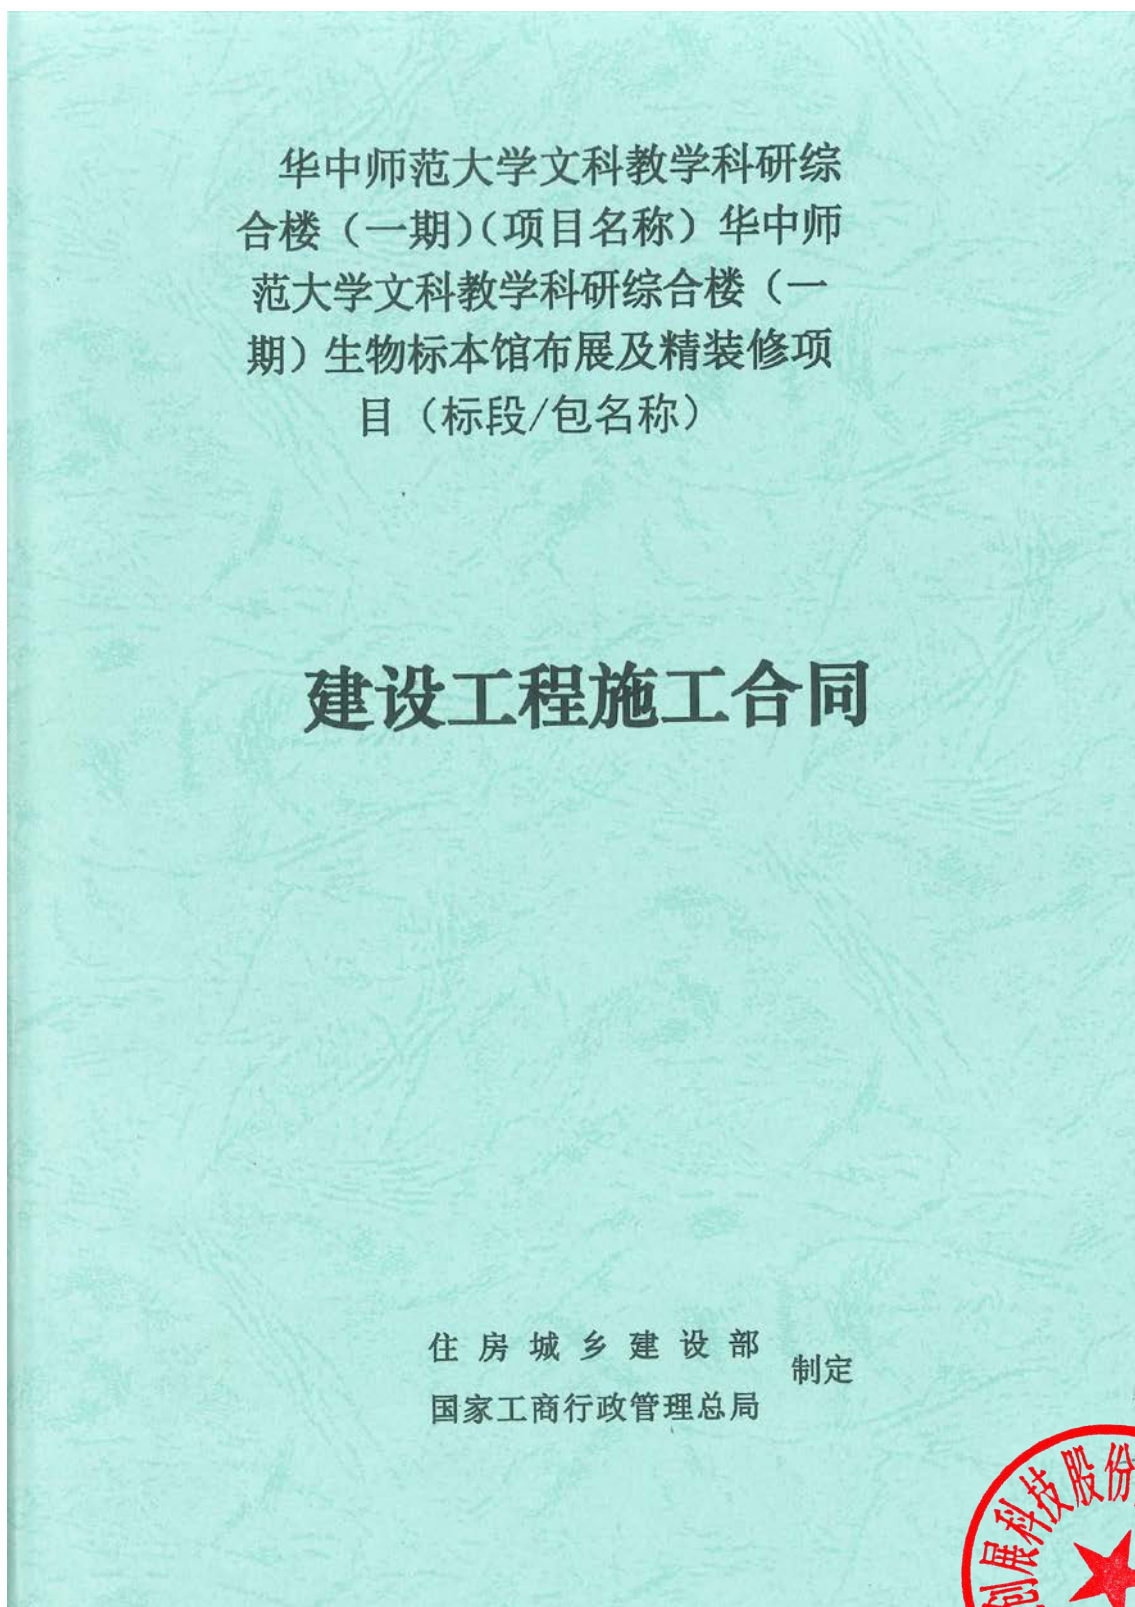 华中师范大学文科教学科研综
合楼（一期）（项目名称）华中师
范大学文科教学科研综合楼（一
期）生物标本馆布展及精装修项
目（标段/包名称）
建设工程施工合同
住房城乡建设部
制定
国家工商行政管理总局
创展科技股份